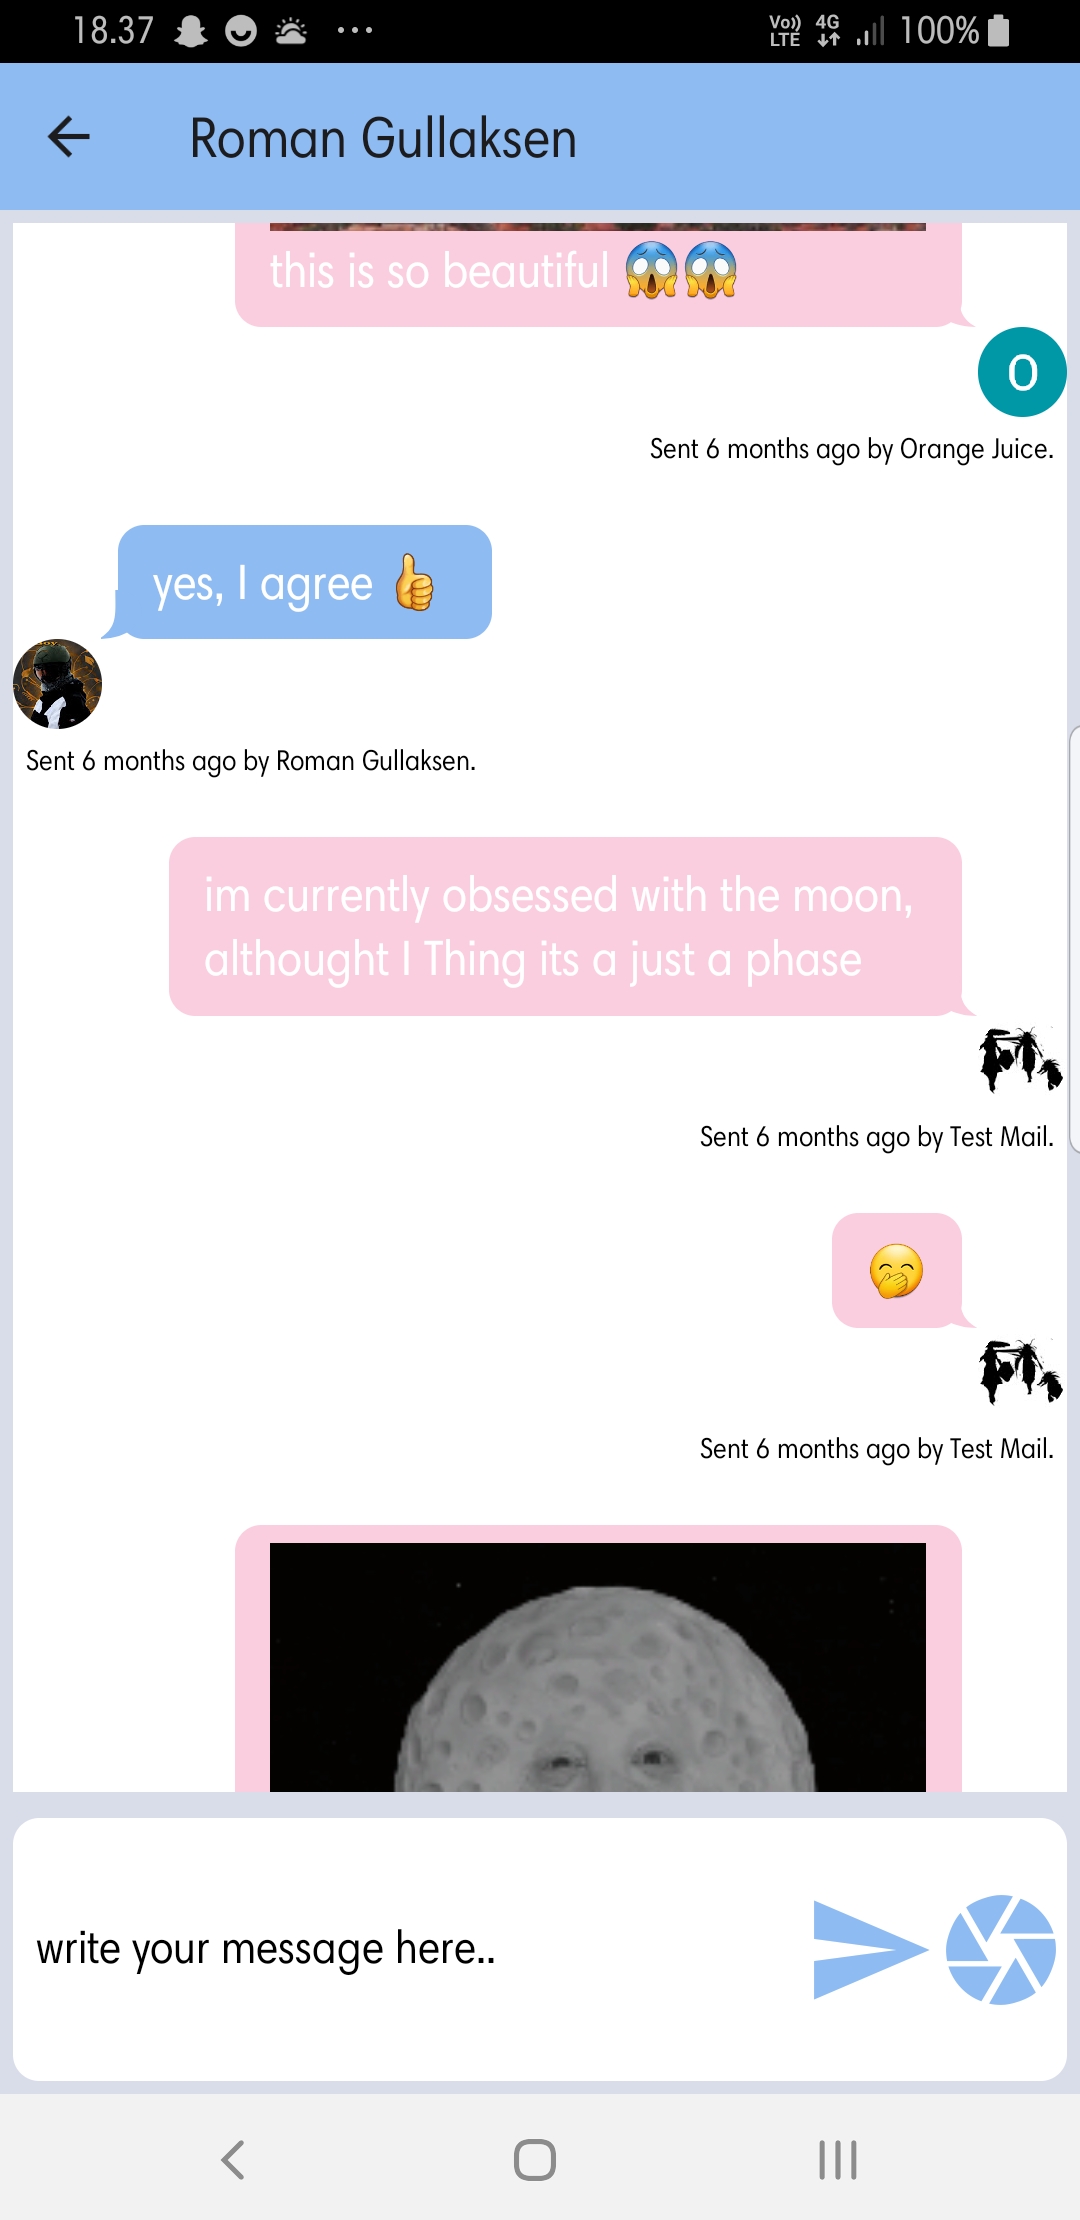 18.37
Vo)) LTE 4G 100%
Roman Gullaksen
this is so beautiful 😱😱
O
Sent 6 months ago by Orange Juice.
yes, I agree 👍
Sent 6 months ago by Roman Gullaksen.
im currently obsessed with the moon,
althought I Thing its a just a phase
Sent 6 months ago by Test Mail.
🤭
Sent 6 months ago by Test Mail.
write your message here..